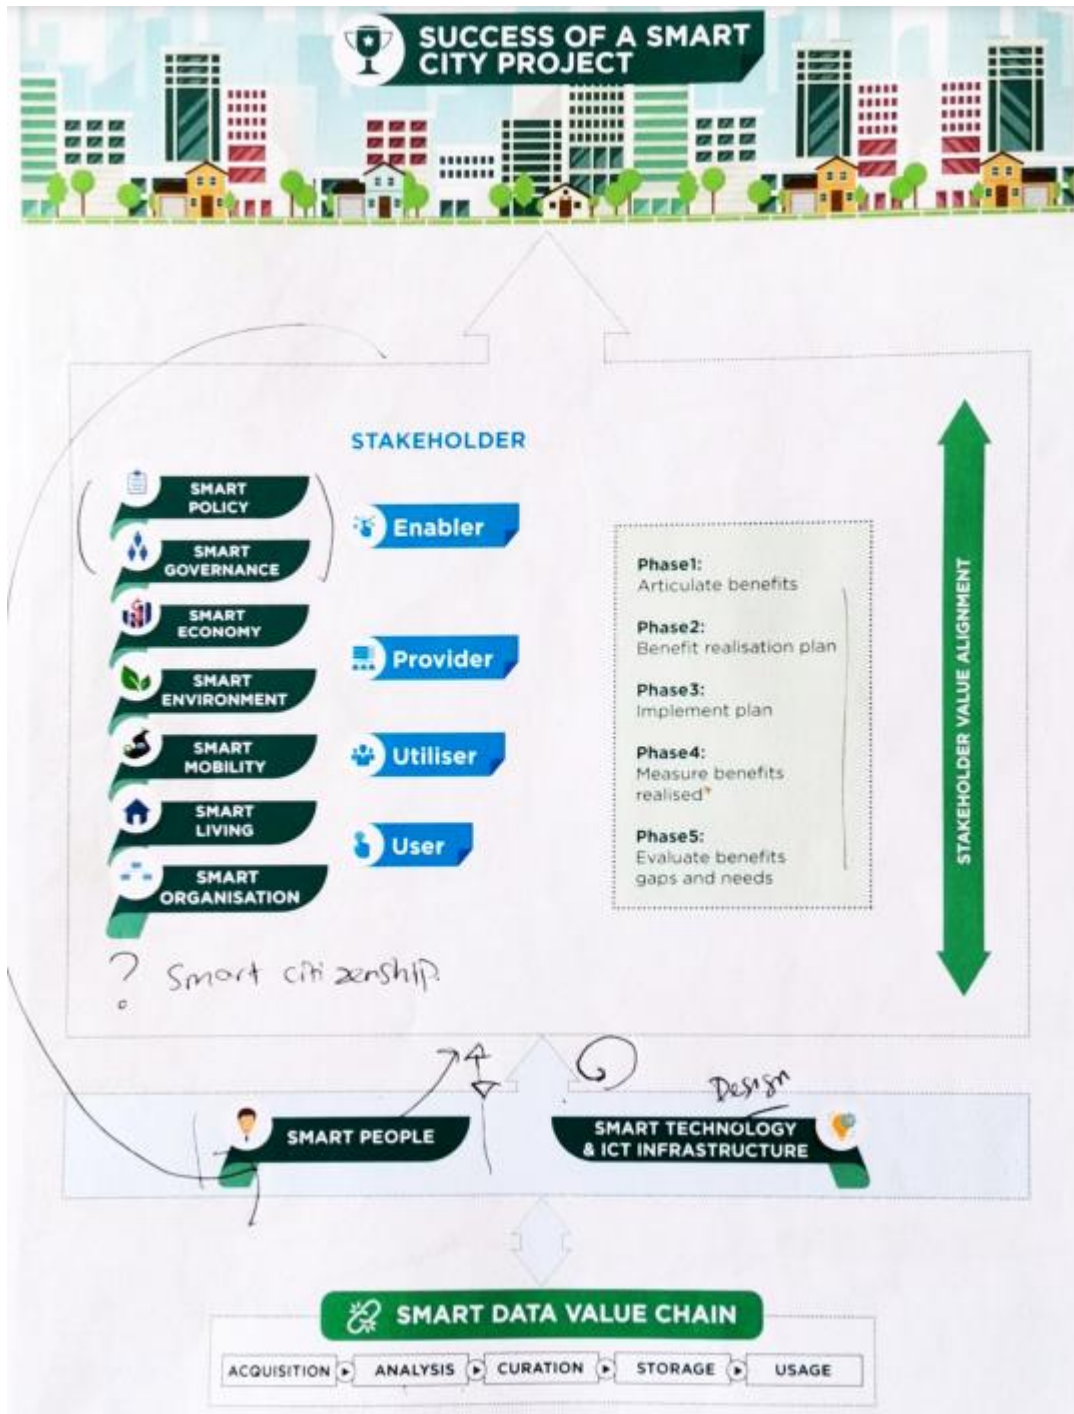 SUCCESS OF A SMART
CITY PROJECT
STAKEHOLDER
SMART
POLICY
SMART
GOVERNANCE
SMART
ECONOMY
SMART
ENVIRONMENT
SMART
MOBILITY
SMART
LIVING
SMART
ORGANISATION
Enabler
Provider
Utiliser
User
Phase1:
Articulate benefits
Phase2:
Benefit realisation plan
Phase3:
Implement plan
Phase4:
Measure benefits
realised
Phase5:
Evaluate benefits
gaps and needs
STAKEHOLDER VALUE ALIGNMENT
? Smart citizenship.
Design
SMART PEOPLE
SMART TECHNOLOGY
& ICT INFRASTRUCTURE
SMART DATA VALUE CHAIN
ACQUISITION
ANALYSIS
CURATION
STORAGE
USAGE